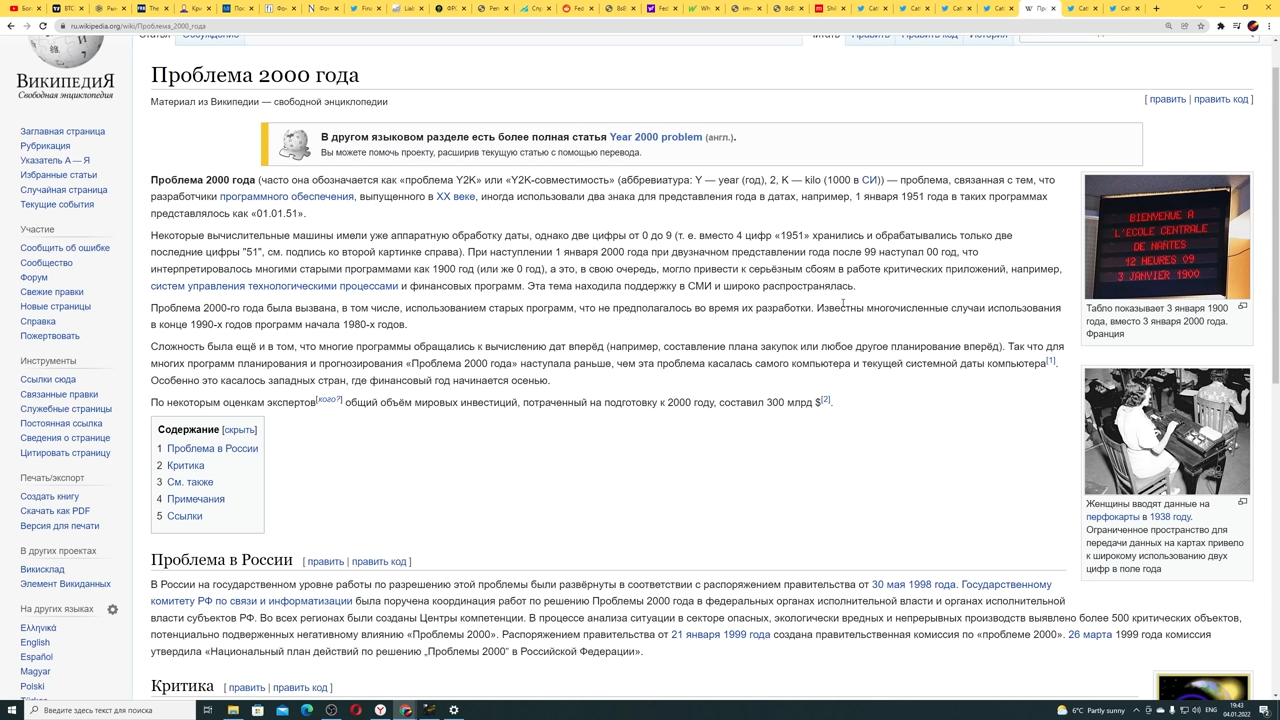 ru.wikipedia.org/wiki/Проблема_2000_года
ВИКИПЕДИЯ
Свободная энциклопедия
Заглавная страница
Рубрикация
Указатель А — Я
Избранные статьи
Случайная страница
Текущие события
Участие
Сообщить об ошибке
Сообщество
Форум
Свежие правки
Новые страницы
Справка
Пожертвовать
Инструменты
Ссылки сюда
Связанные правки
Служебные страницы
Постоянная ссылка
Сведения о странице
Цитировать страницу
Печать/экспорт
Создать книгу
Скачать как PDF
Версия для печати
В других проектах
Викисклад
Элемент Викиданных
На других языках
Ελληνικά
English
Español
Magyar
Polski
Проблема 2000 года
Материал из Википедии — свободной энциклопедии
[ править | править код ]
В другом языковом разделе есть более полная статья Year 2000 problem (англ.).
Вы можете помочь проекту, расширив текущую статью с помощью перевода.
Проблема 2000 года (часто она обозначается как «проблема Y2K» или «Y2K-совместимость» (аббревиатура: Y — year (год), 2, K — kilo (1000 в СИ)) — проблема, связанная с тем, что
разработчики программного обеспечения, выпущенного в XX веке, иногда использовали два знака для представления года в датах, например, 1 января 1951 года в таких программах
представлялось как «01.01.51».
Некоторые вычислительные машины имели уже аппаратную обработку даты, однако две цифры от 0 до 9 (т. е. вместо 4 цифр «1951» хранились и обрабатывались только две
последние цифры "51", см. подпись ко второй картинке справа). При наступлении 1 января 2000 года при двузначном представлении года после 99 наступал 00 год, что
интерпретировалось многими старыми программами как 1900 год (или же 0 год), а это, в свою очередь, могло привести к серьёзным сбоям в работе критических приложений, например,
систем управления технологическими процессами и финансовых программ. Эта тема находила поддержку в СМИ и широко распространялась.
Проблема 2000-го года была вызвана, в том числе, использованием старых программ, что не предполагалось во время их разработки. Известны многочисленные случаи использования
в конце 1990-х годов программ начала 1980-х годов.
Сложность была ещё и в том, что многие программы обращались к вычислению дат вперёд (например, составление плана закупок или любое другое планирование вперёд). Так что для
многих программ планирования и прогнозирования «Проблема 2000 года» наступала раньше, чем эта проблема касалась самого компьютера и текущей системной даты компьютера[1].
Особенно это касалось западных стран, где финансовый год начинается осенью.
По некоторым оценкам экспертов[кого?] общий объём мировых инвестиций, потраченный на подготовку к 2000 году, составил 300 млрд $[2].
Содержание [скрыть]
1 Проблема в России
2 Критика
3 См. также
4 Примечания
5 Ссылки
Проблема в России [ править | править код ]
В России на государственном уровне работы по разрешению этой проблемы были развёрнуты в соответствии с распоряжением правительства от 30 мая 1998 года. Государственному
комитету РФ по связи и информатизации была поручена координация работ по решению Проблемы 2000 года в федеральных органах исполнительной власти и органах исполнительной
власти субъектов РФ. Во всех регионах были созданы Центры компетенции. В процессе анализа ситуации в секторе опасных, экологически вредных и непрерывных производств выявлено более 500 критических объектов,
потенциально подверженных негативному влиянию «Проблемы 2000». Распоряжением правительства от 21 января 1999 года создана правительственная комиссия по «проблеме 2000». 26 марта 1999 года комиссия
утвердила «Национальный план действий по решению „Проблемы 2000“ в Российской Федерации».
Критика [ править | править код ]
BIENVENUE A
L'ECOLE CENTRALE
DE NANTES
12 HEURES 09
3 JANVIER 1900
Табло показывает 3 января 1900
года, вместо 3 января 2000 года.
Франция
Женщины вводят данные на
перфокарты в 1938 году.
Ограниченное пространство для
передачи данных на картах привело
к широкому использованию двух
цифр в поле года
Введите здесь текст для поиска
6°C Partly sunny
ENG
19:43
04.01.2022